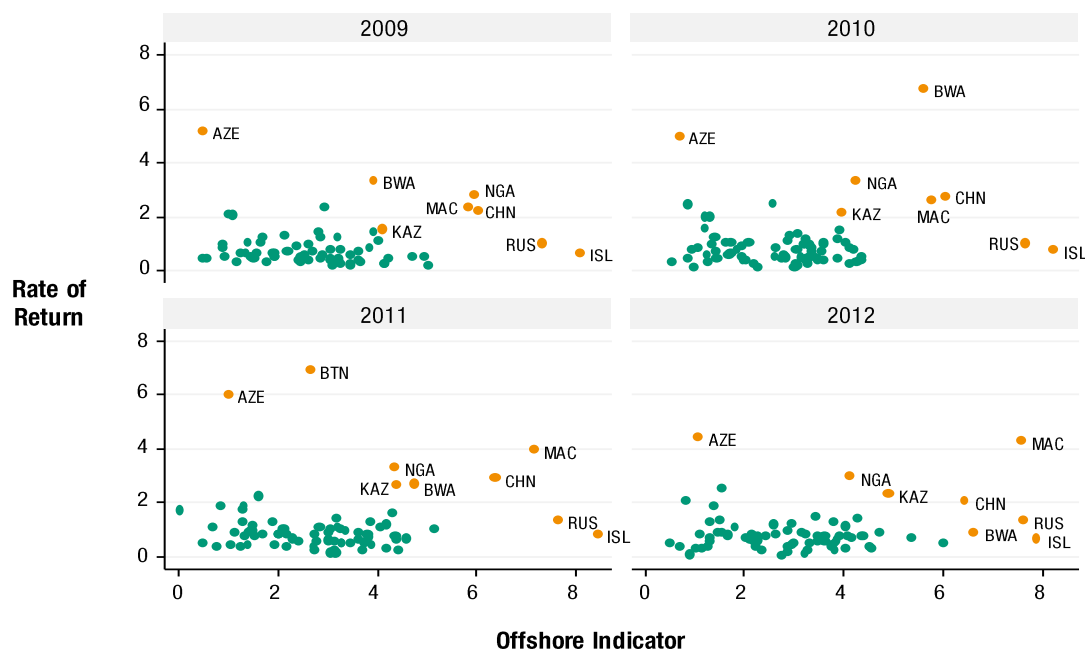 2009
2010
8
6
4
2
0
AZE
BWA
NGA
MAC
CHN
KAZ
RUS
ISL
BWA
AZE
NGA
CHN
KAZ
MAC
RUS
ISL
Rate of
Return
2011
2012
8
6
4
2
0
BTN
AZE
MAC
NGA
CHN
KAZ
BWA
RUS
ISL
AZE
MAC
NGA
KAZ
CHN
RUS
BWA
ISL
0 2 4 6 8
0 2 4 6 8
Offshore Indicator